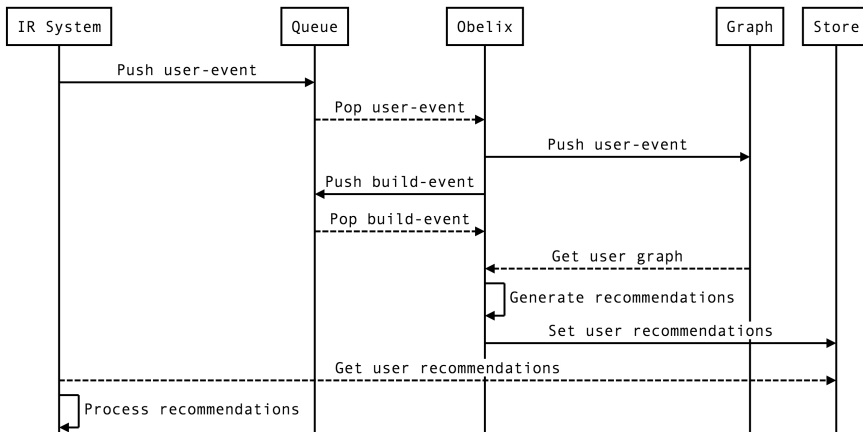 IR System
Queue
Obelix
Graph
Store
Push user-event
Pop user-event
Push user-event
Push build-event
Pop build-event
Get user graph
Generate recommendations
Set user recommendations
Get user recommendations
Process recommendations